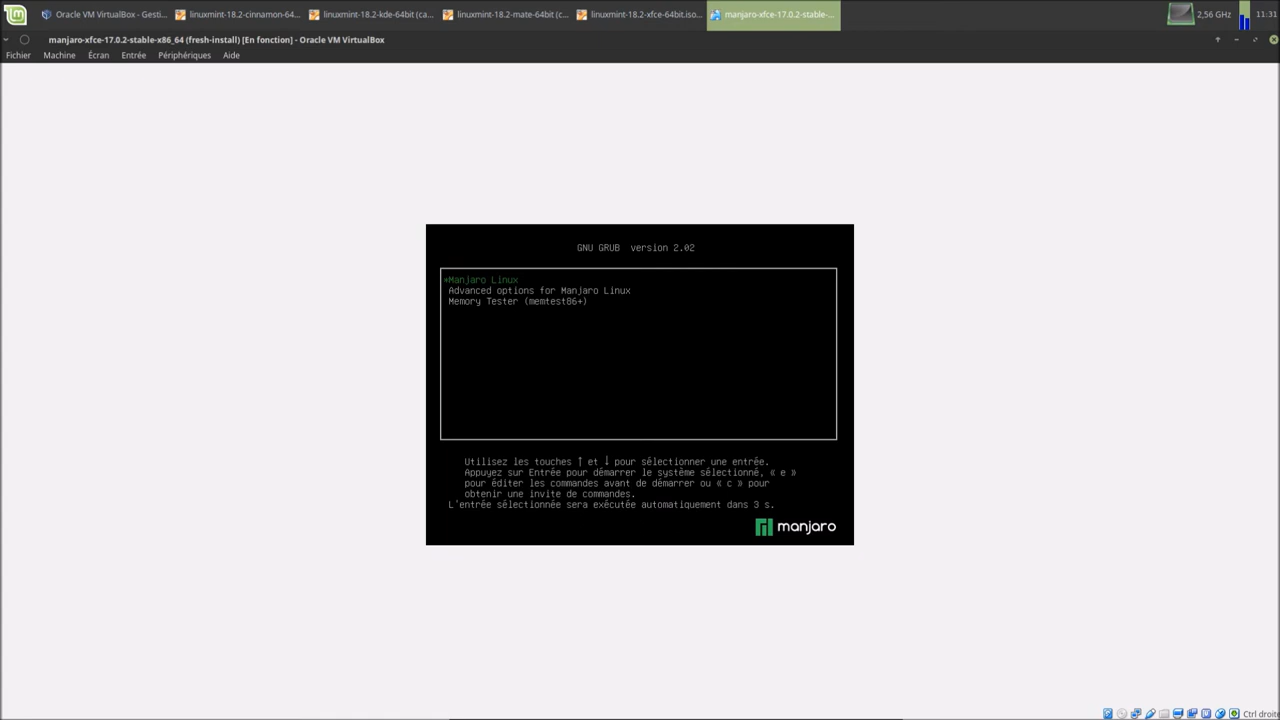 Oracle VM VirtualBox - Gesti...
linuxmint-18.2-cinnamon-64...
linuxmint-18.2-kde-64bit (ca...
linuxmint-18.2-mate-64bit (c...
linuxmint-18.2-xfce-64bit.iso...
manjaro-xfce-17.0.2-stable-...
2,56 GHz
11:31
manjaro-xfce-17.0.2-stable-x86_64 (fresh-install) [En fonction] - Oracle VM VirtualBox
Fichier Machine Écran Entrée Périphériques Aide
GNU GRUB version 2.02
*Manjaro Linux
Advanced options for Manjaro Linux
Memory Tester (memtest86+)
Utilisez les touches ↑ et ↓ pour sélectionner une entrée.
Appuyez sur Entrée pour démarrer le système sélectionné, « e »
pour éditer les commandes avant de démarrer ou « c » pour
obtenir une invite de commandes.
L'entrée sélectionnée sera exécutée automatiquement dans 3 s.
manjaro
Ctrl droite